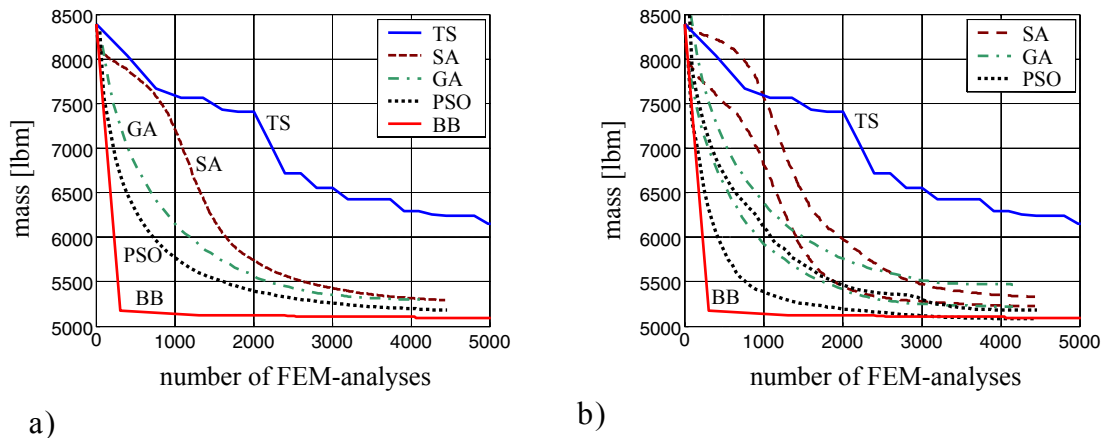 8500
8000
7500
7000
6500
6000
5500
5000
mass [lbm]
0 1000 2000 3000 4000 5000
number of FEM-analyses
TS
SA
GA
PSO
BB
GA
SA
TS
PSO
BB
a)
8500
8000
7500
7000
6500
6000
5500
5000
mass [lbm]
0 1000 2000 3000 4000 5000
number of FEM-analyses
SA
GA
PSO
TS
BB
b)